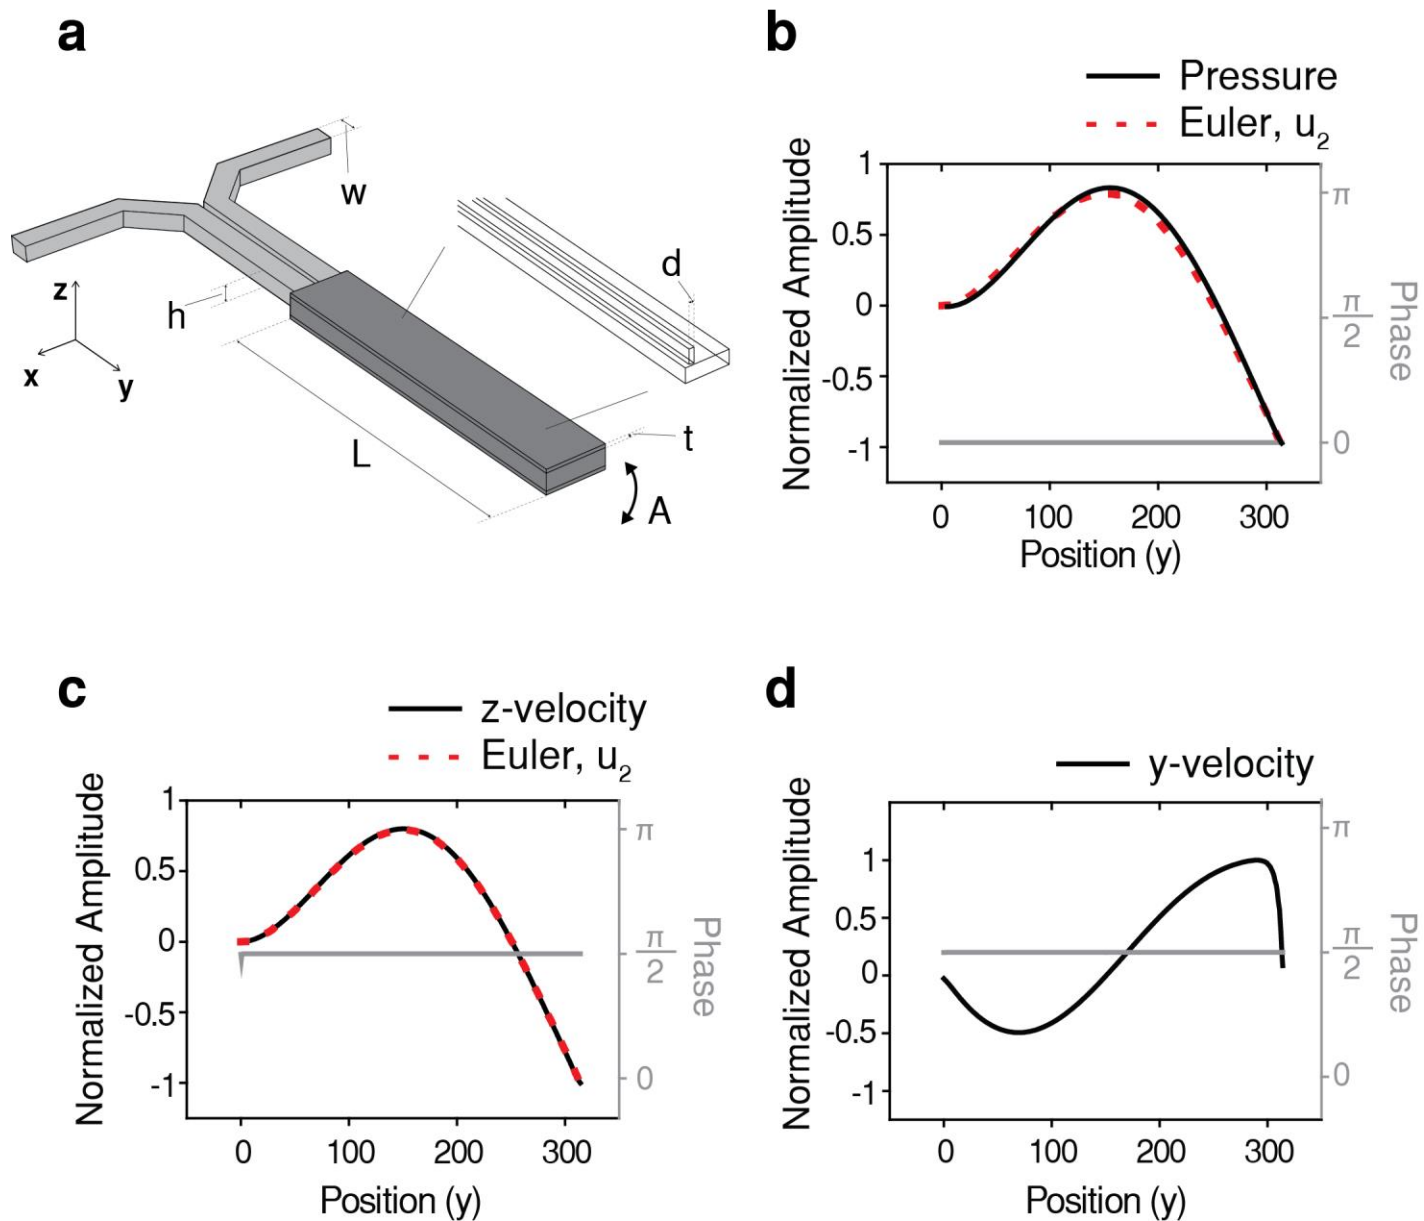 a
w
h
z
x
y
L
d
t
A
b
Pressure
Euler, u₂
Normalized Amplitude
1
0.5
0
-0.5
-1
π
π
2
0
Phase
0 100 200 300
Position (y)
c
z-velocity
Euler, u₂
Normalized Amplitude
1
0.5
0
-0.5
-1
π
π
2
0
Phase
0 100 200 300
Position (y)
d
y-velocity
Normalized Amplitude
1
0.5
0
-0.5
-1
π
π
2
0
Phase
0 100 200 300
Position (y)